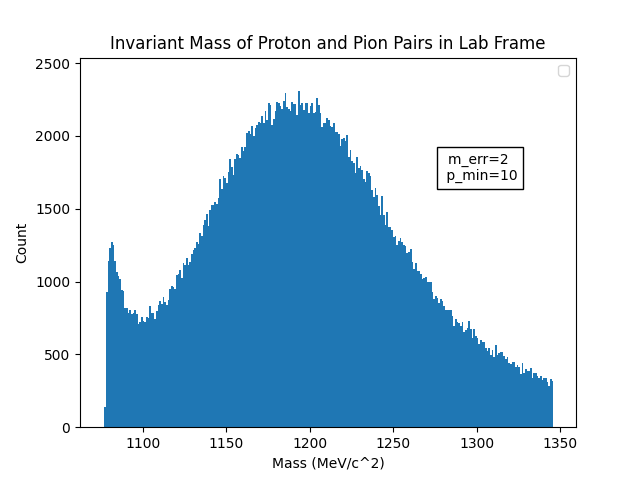 Invariant Mass of Proton and Pion Pairs in Lab Frame
2500
2000
1500
1000
500
0
Count
m_err=2
p_min=10
1100
1150
1200
1250
1300
1350
Mass (MeV/c^2)